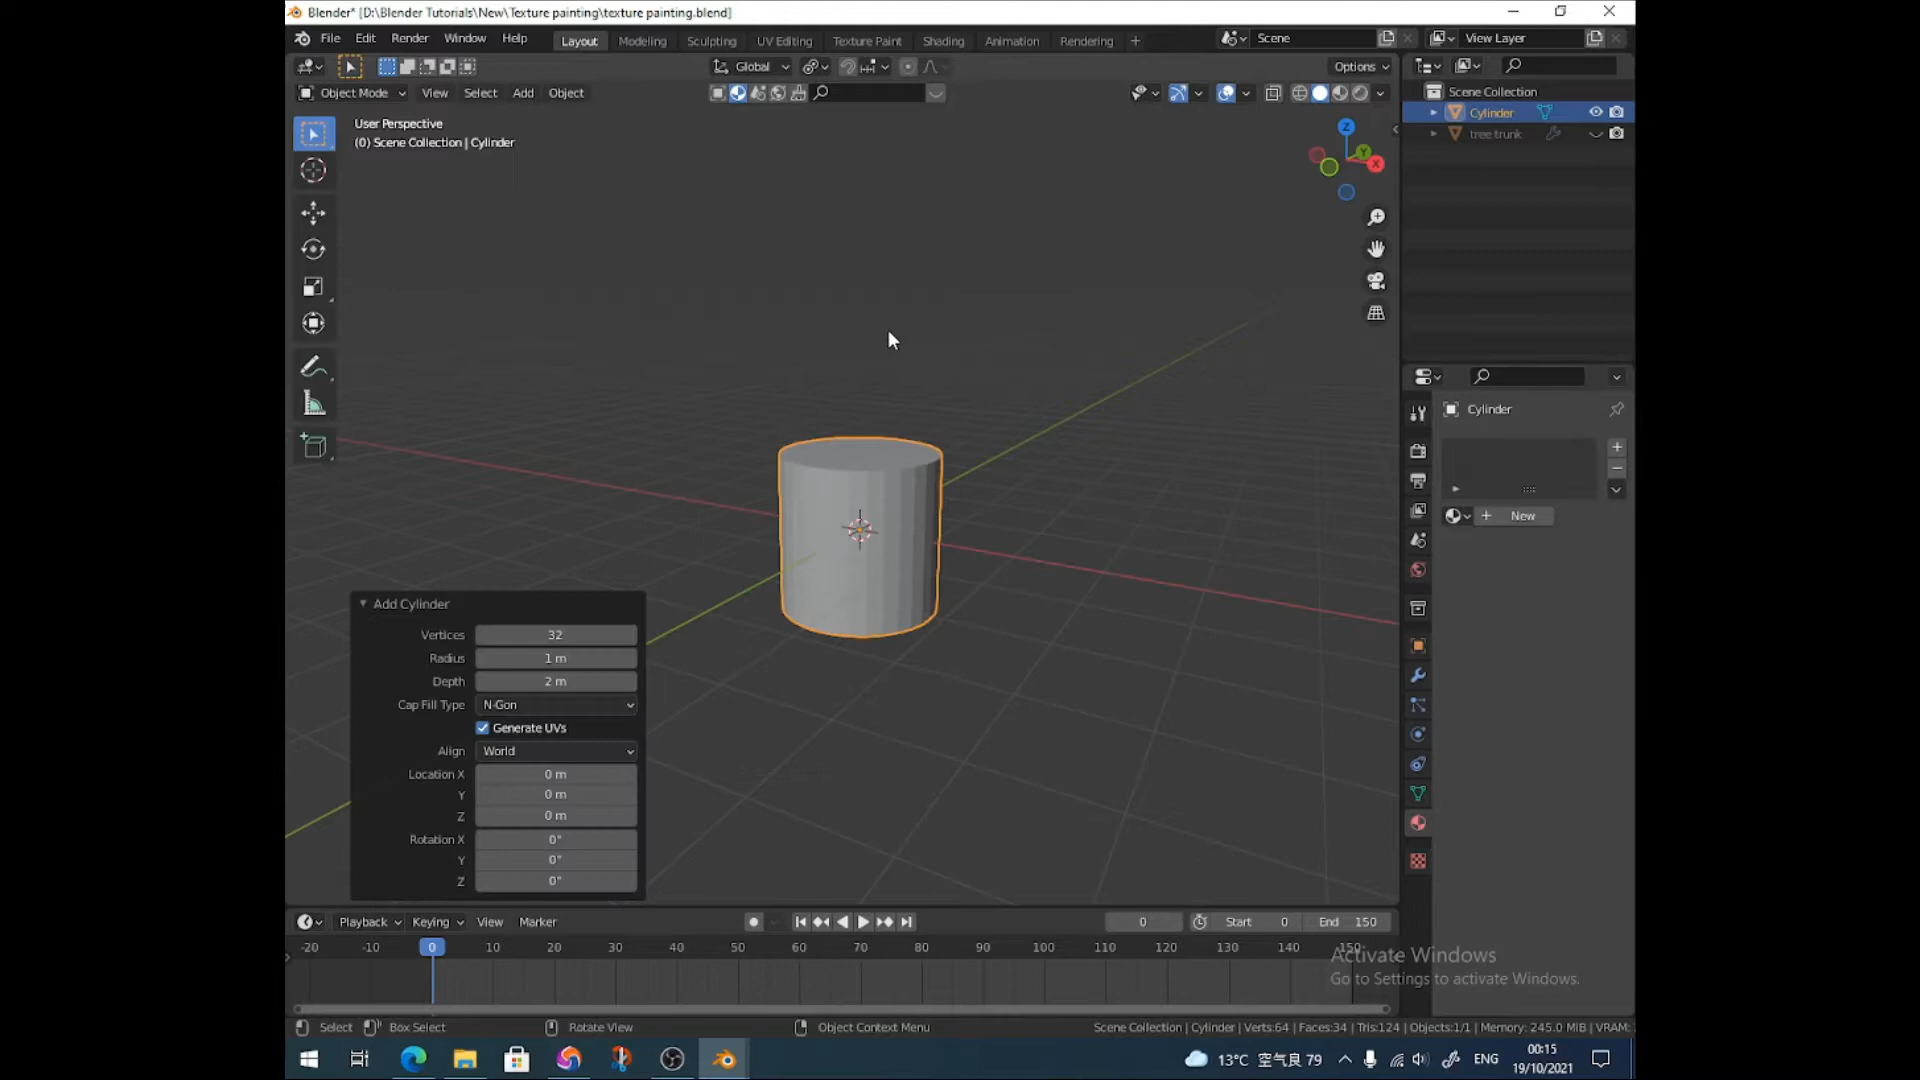 Blender* [D:\Blender Tutorials\New\Texture painting\texture painting.blend]
File Edit Render Window Help Layout Modeling Sculpting UV Editing Texture Paint Shading Animation Rendering + Scene View Layer
Global Options
Object Mode View Select Add Object
Scene Collection
Cylinder
tree trunk
User Perspective
(0) Scene Collection | Cylinder
Z
Y
X
Cylinder
+ New
Add Cylinder
Vertices 32
Radius 1 m
Depth 2 m
Cap Fill Type N-Gon
Generate UVs
Align World
Location X 0 m
Y 0 m
Z 0 m
Rotation X 0°
Y 0°
Z 0°
Playback Keying View Marker 0 Start 0 End 150
-20 -10 0 10 20 30 40 50 60 70 80 90 100 110 120 130 140 150
Activate Windows
Go to Settings to activate Windows.
Select Box Select Rotate View Object Context Menu Scene Collection | Cylinder | Verts:64 | Faces:34 | Tris:124 | Objects:1/1 | Memory: 245.0 MiB | VRAM:
13°C 空气良 79 ENG 00:15
19/10/2021